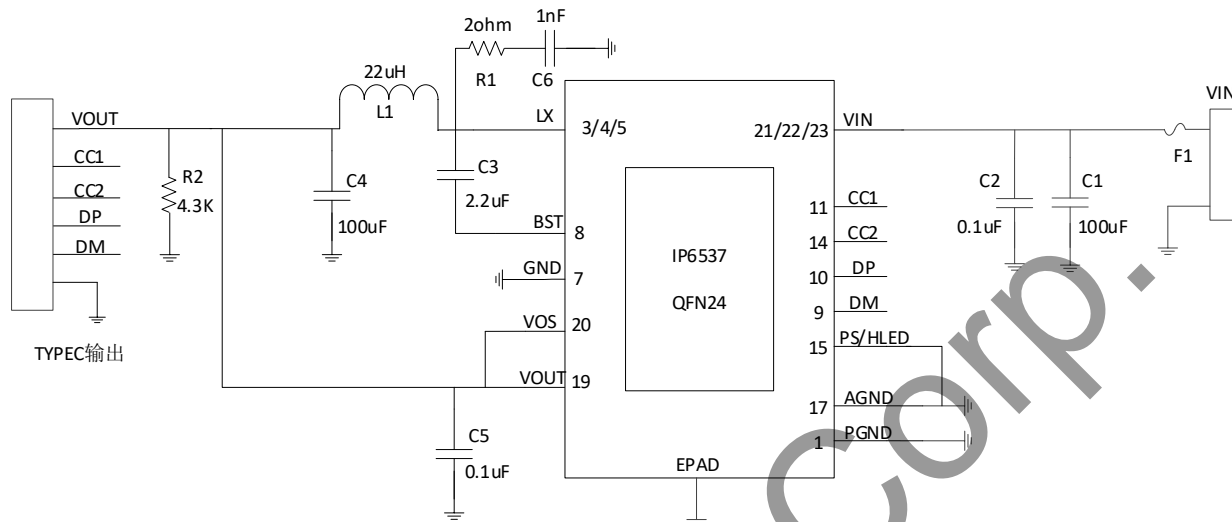 2ohm
1nF
R1
C6
22uH
L1
LX
3/4/5
VOUT
CC1
CC2
DP
DM
R2
4.3K
C4
100uF
C3
2.2uF
BST
8
GND
7
VOS
20
VOUT
19
C5
0.1uF
TYPEC输出
IP6537
QFN24
EPAD
21/22/23
VIN
11
CC1
14
CC2
10
DP
9
DM
15
PS/HLED
17
AGND
1
PGND
C2
0.1uF
C1
100uF
F1
VIN
Corp.